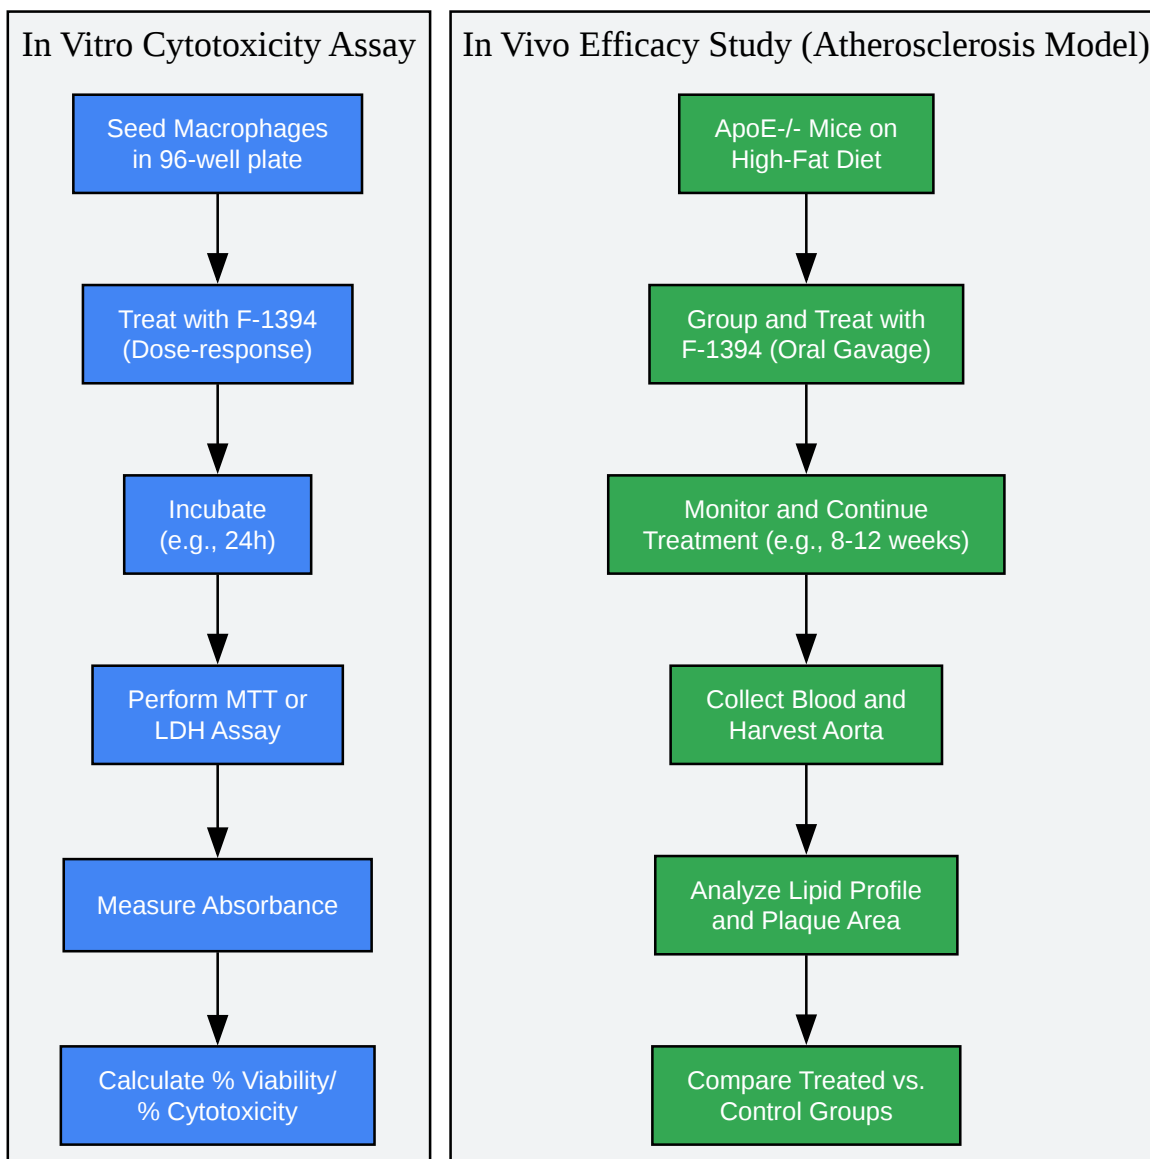 In Vitro Cytotoxicity Assay
Seed Macrophages
in 96-well plate
Treat with F-1394
(Dose-response)
Incubate
(e.g., 24h)
Perform MTT or
LDH Assay
Measure Absorbance
Calculate % Viability/
% Cytotoxicity
In Vivo Efficacy Study (Atherosclerosis Model)
ApoE-/- Mice on
High-Fat Diet
Group and Treat with
F-1394 (Oral Gavage)
Monitor and Continue
Treatment (e.g., 8-12 weeks)
Collect Blood and
Harvest Aorta
Analyze Lipid Profile
and Plaque Area
Compare Treated vs.
Control Groups